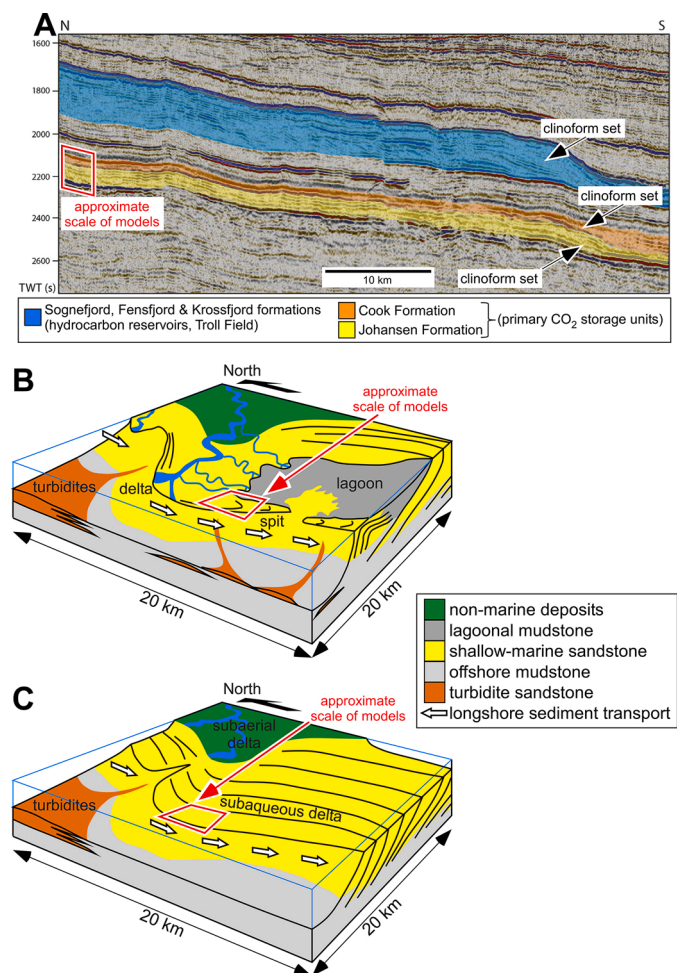 A
N
S
1600
1800
2000
2200
2400
2600
TWT (s)
clinoform set
clinoform set
clinoform set
approximate
scale of models
10 km
Sognefjord, Fensfjord & Krossfjord formations
(hydrocarbon reservoirs, Troll Field)
Cook Formation
Johansen Formation
(primary CO2 storage units)
B
North
approximate
scale of models
turbidites
delta
lagoon
spit
20 km
20 km
non-marine deposits
lagoonal mudstone
shallow-marine sandstone
offshore mudstone
turbidite sandstone
longshore sediment transport
C
North
approximate
scale of models
subaerial
delta
turbidites
subaqueous delta
20 km
20 km